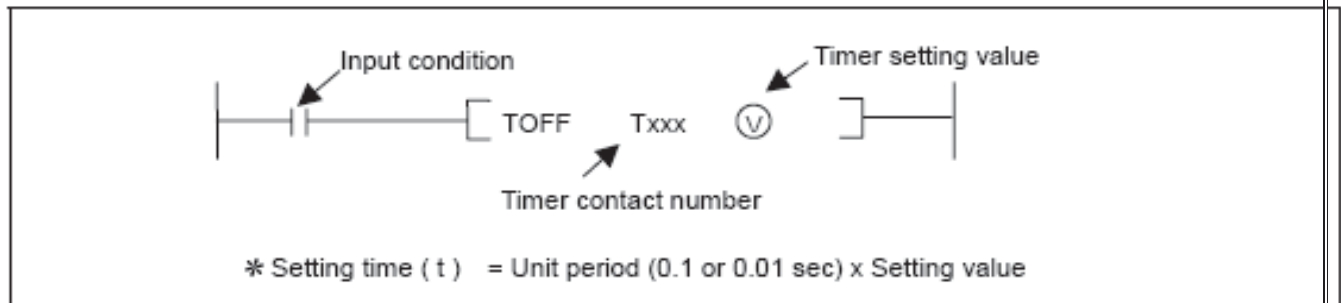 Input condition
Timer setting value
TOFF Txxx V
Timer contact number
* Setting time ( t ) = Unit period (0.1 or 0.01 sec) x Setting value